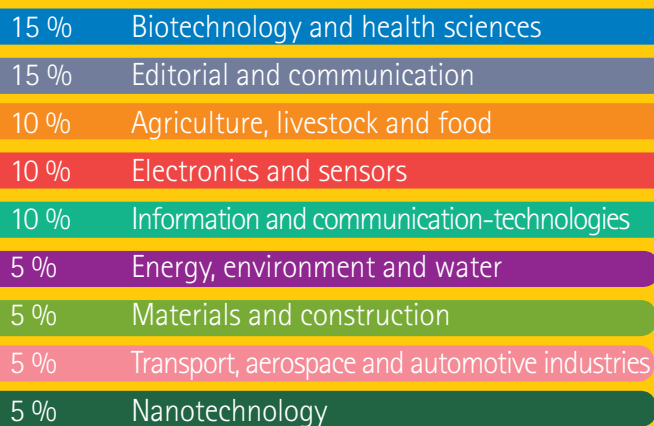 15 % Biotechnology and health sciences
15 % Editorial and communication
10 % Agriculture, livestock and food
10 % Electronics and sensors
10 % Information and communication-technologies
5 % Energy, environment and water
5 % Materials and construction
5 % Transport, aerospace and automotive industries
5 % Nanotechnology